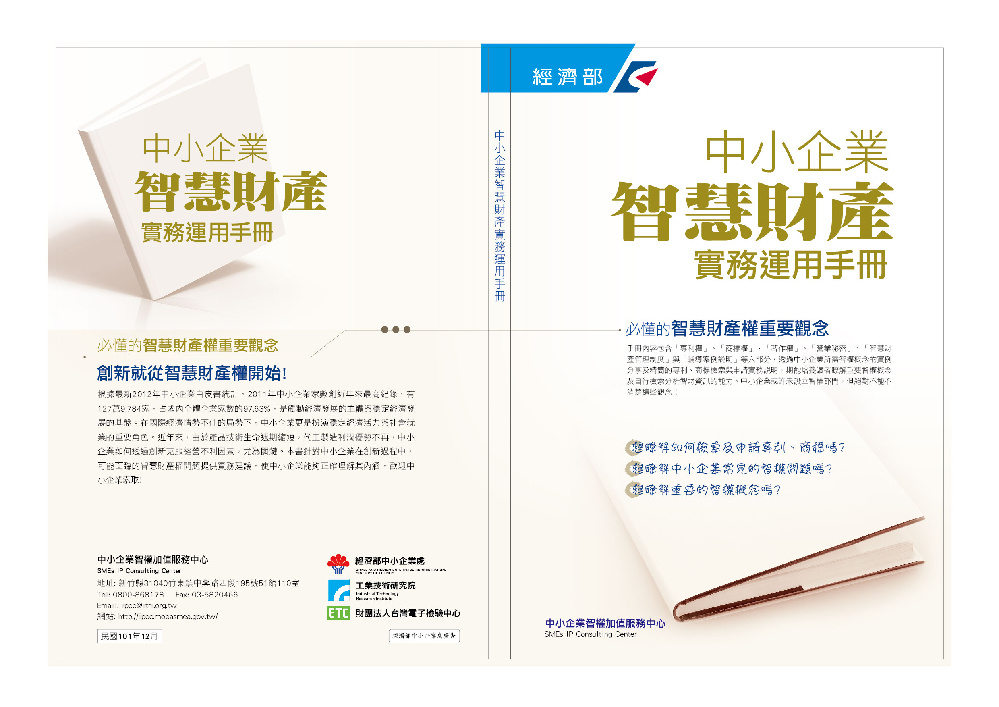 中小企業
智慧財產
實務運用手冊
必懂的智慧財產權重要觀念
創新就從智慧財產權開始!
根據最新2012年中小企業白皮書統計，2011年中小企業家數創近年來最高紀錄，有
127萬9,784家，占國內全體企業家數的97.63%，是觸動經濟發展的主體與穩定經濟發
展的基盤。在國際經濟情勢不佳的局勢下，中小企業更是扮演穩定經濟活力與社會就
業的重要角色。近年來，由於產品技術生命週期縮短，代工製造利潤優勢不再，中小
企業如何透過創新克服經營不利因素，尤為關鍵。本書針對中小企業在創新過程中，
可能面臨的智慧財產權問題提供實務建議，使中小企業能夠正確理解其內涵，歡迎中
小企業索取!
中小企業智權加值服務中心
SMEs IP Consulting Center
地址: 新竹縣31040竹東鎮中興路四段195號51館110室
Tel: 0800-868178 Fax: 03-5820466
Email: ipcc@itri.org.tw
網站: http://ipcc.moeasmea.gov.tw/
民國101年12月
經濟部中小企業處
SMALL AND MEDIUM ENTERPRISE RDMINISTRATION.
MINISTRY OF ECONOM
工業技術研究院
Industrial Technology
Research Institute
ETC 財團法人台灣電子檢驗中心
經濟部中小企業處廣告
中小企業智慧財產實務運用手冊
經濟部
中小企業
智慧財產
實務運用手冊
必懂的智慧財產權重要觀念
手冊內容包含「專利權」、「商標權」、「著作權」、「營業秘密」、「智慧財
產管理制度」與「輔導案例說明」等六部分，透過中小企業所需智權概念的實例
分享及精簡的專利、商標檢索與申請實務說明，期能培養讀者瞭解重要智權概念
及自行檢索分析智財資訊的能力。中小企業或許未設立智權部門，但絕對不能不
清楚這些觀念！
想瞭解如何檢索及申請專利、商標嗎?
想瞭解中小企業常見的智權問題嗎?
想瞭解重要的智權概念嗎?
中小企業智權加值服務中心
SMEs IP Consulting Center